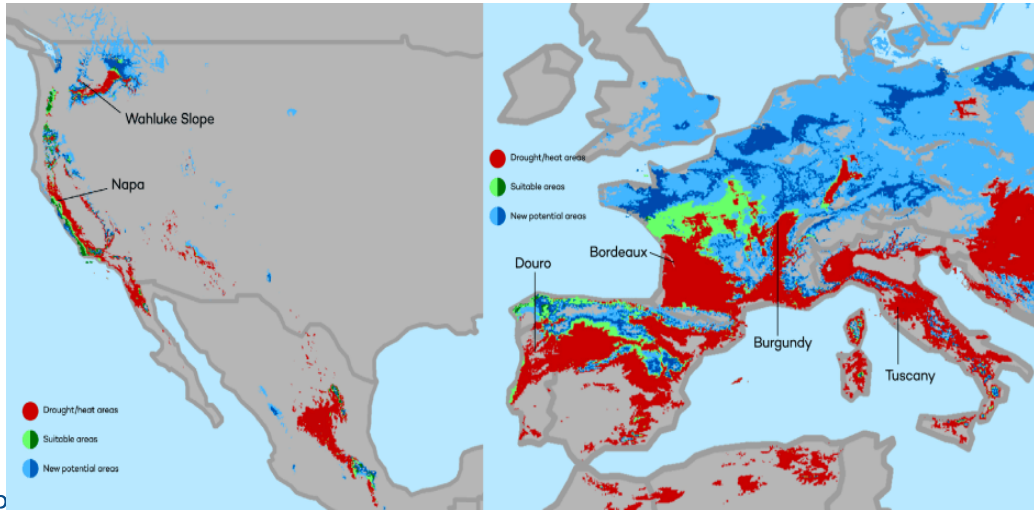 Wahluke Slope
Napa
Drought/heat areas
Suitable areas
New potential areas
Drought/heat areas
Suitable areas
New potential areas
Bordeaux
Douro
Burgundy
Tuscany